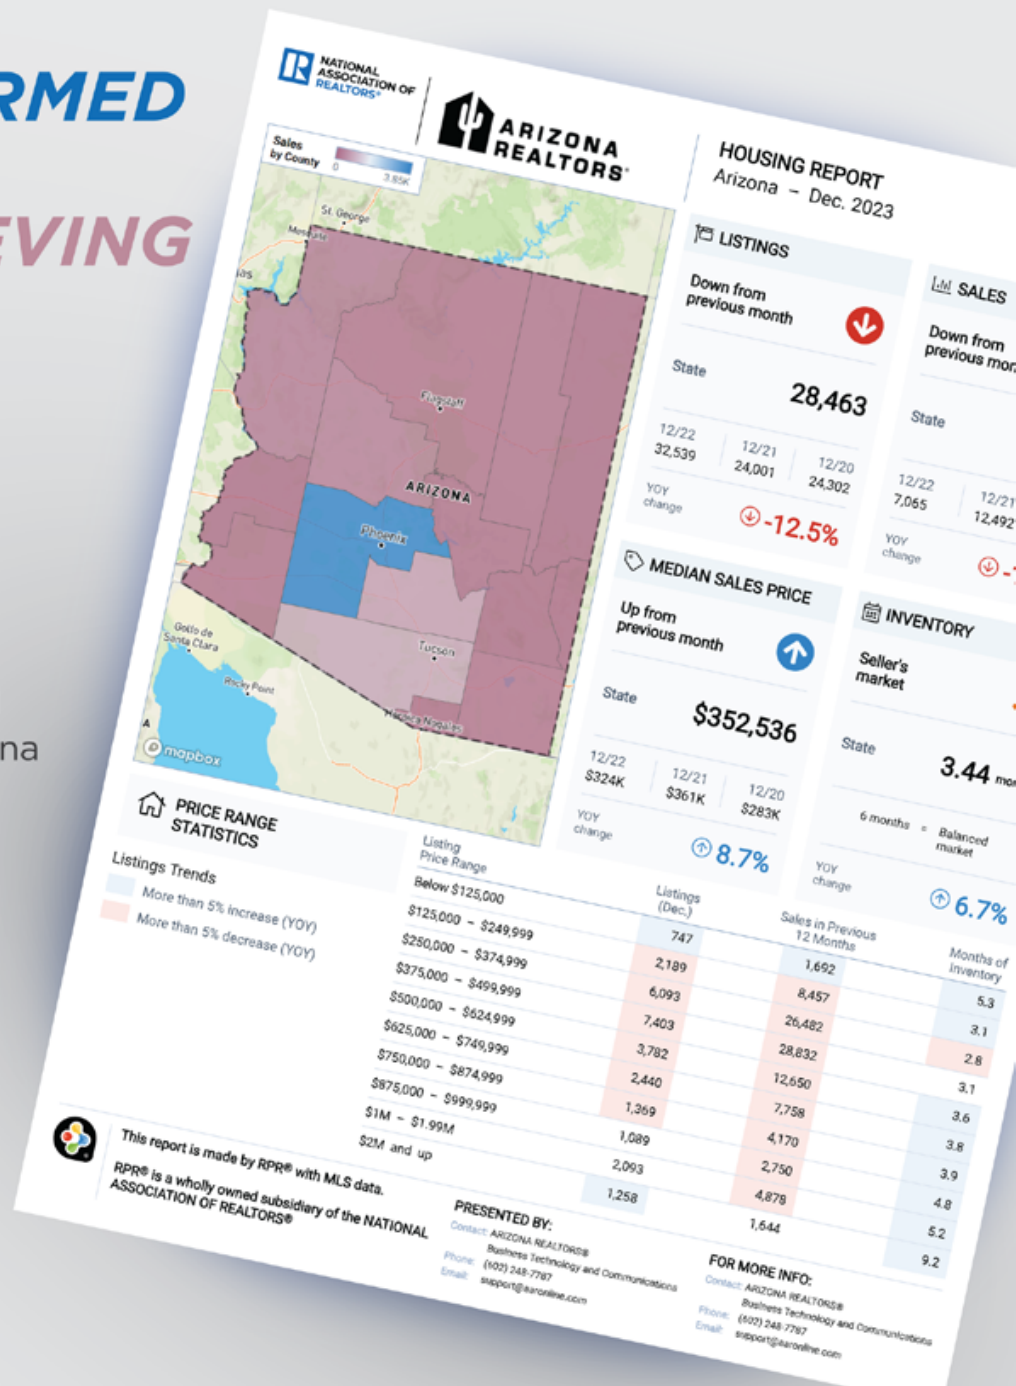 RMED
EVING
na
NATIONAL
ASSOCIATION OF
REALTORS®
ARIZONA
REALTORS®
HOUSING REPORT
Arizona – Dec. 2023
Sales
by County
0
3.85K
St. George
Mesquite
as
Flagstaff
ARIZONA
Phoenix
Tucson
Golfo de
Santa Clara
Rocky Point
Heroica Nogales
A
mapbox
LISTINGS
Down from
previous month
State
28,463
12/22
32,539
12/21
24,001
12/20
24,302
YOY
change
-12.5%
SALES
Down from
previous mon
State
12/22
7,065
12/21
12,492
YOY
change
MEDIAN SALES PRICE
Up from
previous month
State
$352,536
12/22
$324K
12/21
$361K
12/20
$283K
YOY
change
8.7%
INVENTORY
Seller's
market
State
3.44 mon
6 months = Balanced
market
YOY
change
6.7%
PRICE RANGE
STATISTICS
Listings Trends
More than 5% increase (YOY)
More than 5% decrease (YOY)
Listing
Price Range
Listings
(Dec.)
Sales in Previous
12 Months
Months of
Inventory
Below $125,000 747 1,692 5.3
$125,000 – $249,999 2,189 8,457 3.1
$250,000 – $374,999 6,093 26,482 2.8
$375,000 – $499,999 7,403 28,832 3.1
$500,000 – $624,999 3,782 12,650 3.6
$625,000 – $749,999 2,440 7,758 3.8
$750,000 – $874,999 1,369 4,170 3.9
$875,000 – $999,999 1,089 2,750 4.8
$1M – $1.99M 2,093 4,878 5.2
$2M and up 1,258 1,644 9.2
This report is made by RPR® with MLS data.
RPR® is a wholly owned subsidiary of the NATIONAL
ASSOCIATION OF REALTORS®
PRESENTED BY:
Contact: ARIZONA REALTORS®
Business Technology and Communications
Phone: (602) 248-7787
Email: support@aaronline.com
FOR MORE INFO:
Contact: ARIZONA REALTORS®
Business Technology and Communications
Phone: (602) 248-7787
Email: support@aaronline.com